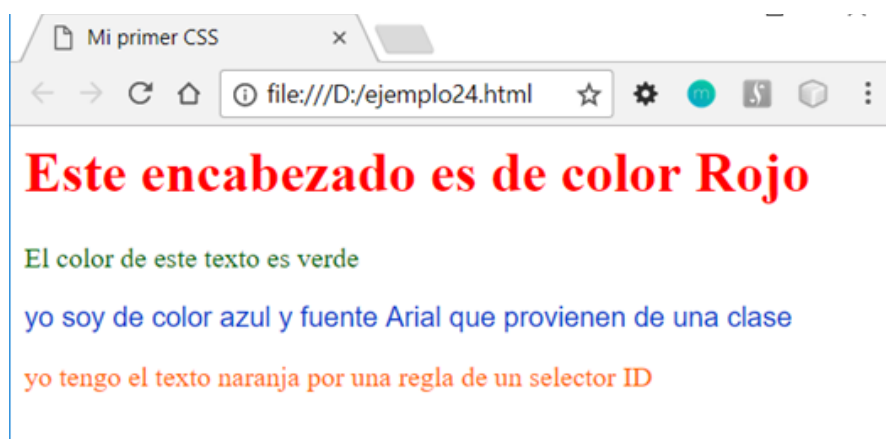 Mi primer CSS
file:///D:/ejemplo24.html
m
Este encabezado es de color Rojo
El color de este texto es verde
yo soy de color azul y fuente Arial que provienen de una clase
yo tengo el texto naranja por una regla de un selector ID